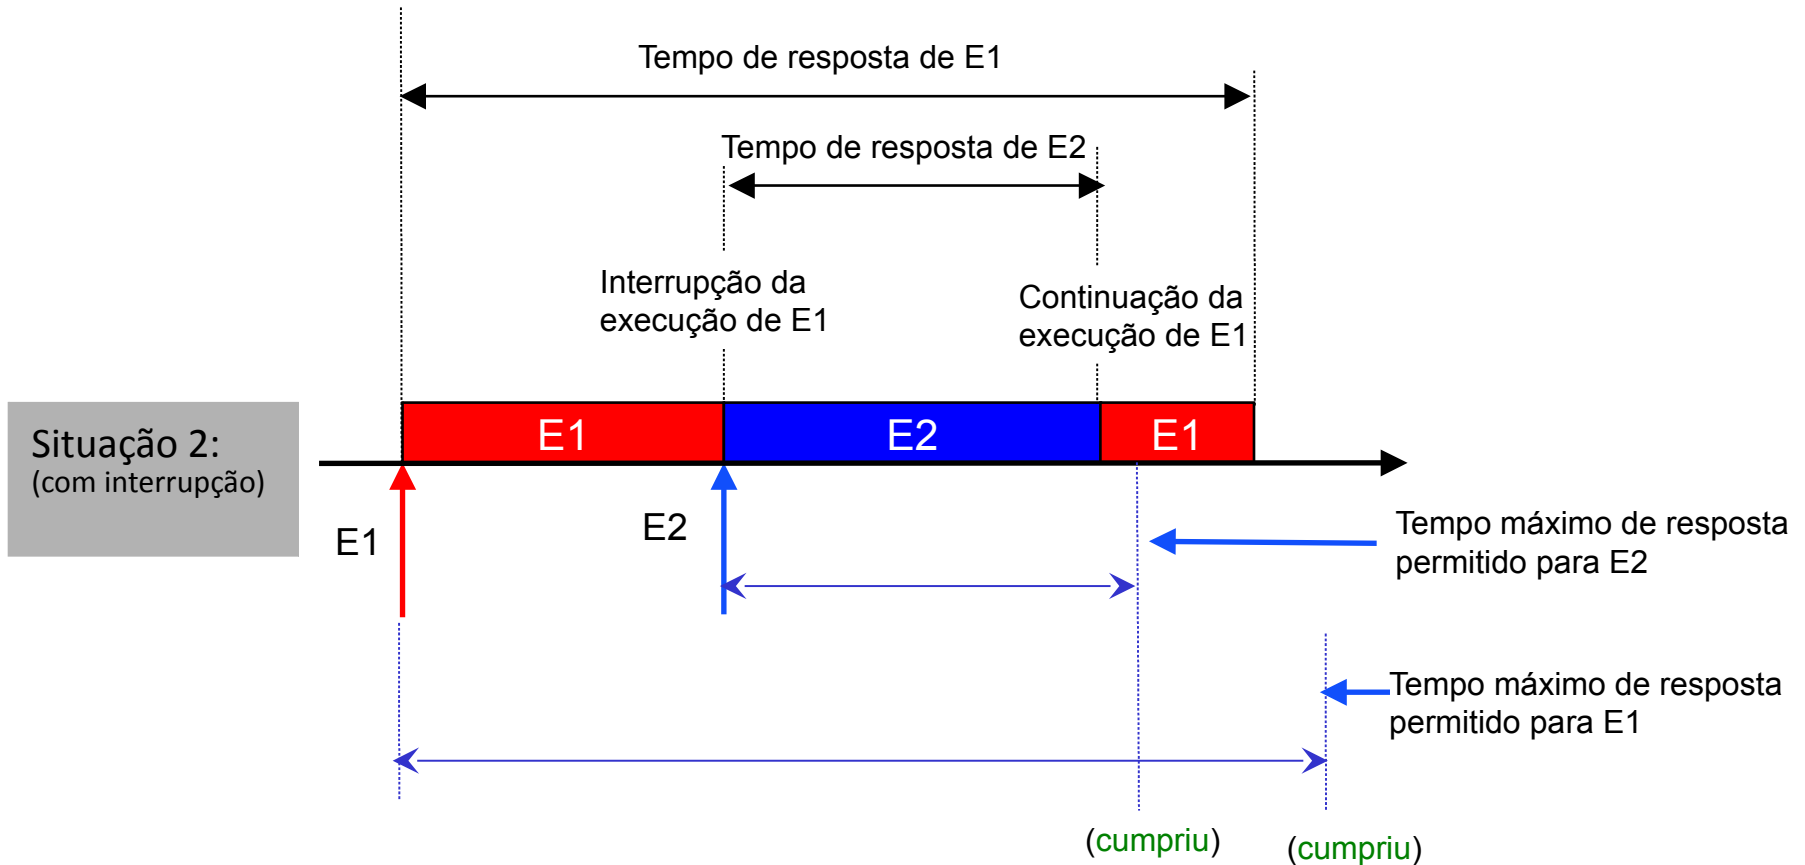 Tempo de resposta de E1
Tempo de resposta de E2
Interrupção da
execução de E1
Continuação da
execução de E1
Situação 2:
(com interrupção)
E1
E2
E1
E1
E2
Tempo máximo de resposta
permitido para E2
Tempo máximo de resposta
permitido para E1
(cumpriu)
(cumpriu)